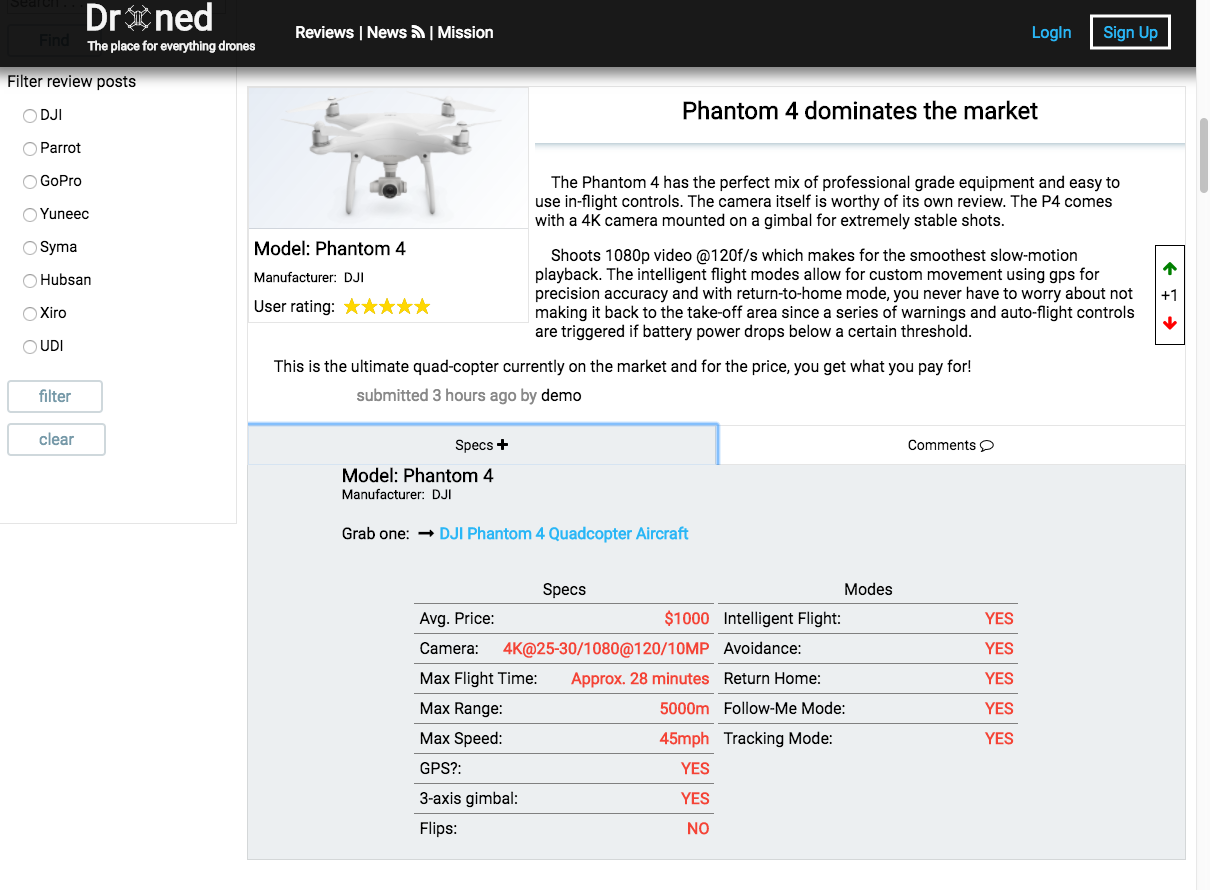 Search . . .
Find
Dr ned
The place for everything drones
Reviews | News | Mission
LogIn
Sign Up
Filter review posts
DJI
Parrot
GoPro
Yuneec
Syma
Hubsan
Xiro
UDI
filter
clear
Model: Phantom 4
Manufacturer: DJI
User rating:
Phantom 4 dominates the market
The Phantom 4 has the perfect mix of professional grade equipment and easy to
use in-flight controls. The camera itself is worthy of its own review. The P4 comes
with a 4K camera mounted on a gimbal for extremely stable shots.
Shoots 1080p video @120f/s which makes for the smoothest slow-motion
playback. The intelligent flight modes allow for custom movement using gps for
precision accuracy and with return-to-home mode, you never have to worry about not
making it back to the take-off area since a series of warnings and auto-flight controls
are triggered if battery power drops below a certain threshold.
This is the ultimate quad-copter currently on the market and for the price, you get what you pay for!
submitted 3 hours ago by demo
+1
Specs
Comments
Model: Phantom 4
Manufacturer: DJI
Grab one: DJI Phantom 4 Quadcopter Aircraft
Specs
Avg. Price: $1000
Camera: 4K@25-30/1080@120/10MP
Max Flight Time: Approx. 28 minutes
Max Range: 5000m
Max Speed: 45mph
GPS?: YES
3-axis gimbal: YES
Flips: NO
Modes
Intelligent Flight: YES
Avoidance: YES
Return Home: YES
Follow-Me Mode: YES
Tracking Mode: YES